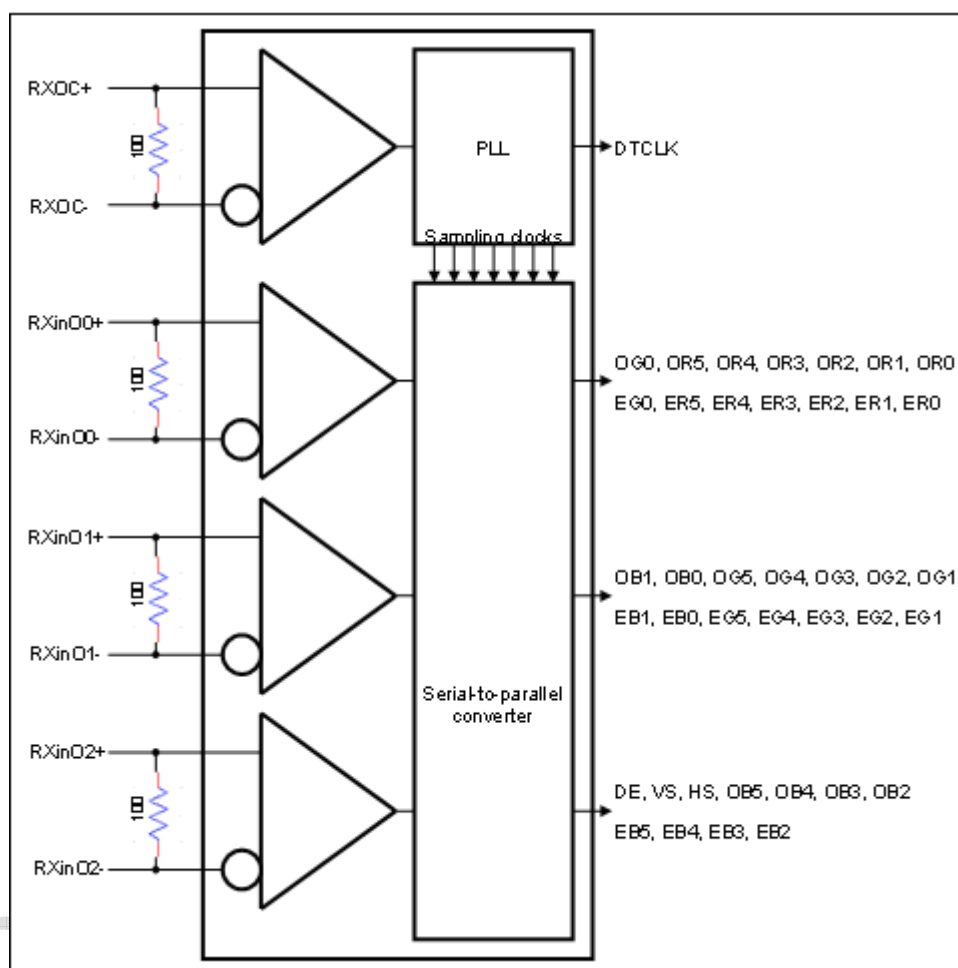 RXOC+
100
RXOC-
PLL
DTCLK
Sampling clocks
RXinO0+
100
RXinO0-
OG0, OR5, OR4, OR3, OR2, OR1, OR0
EG0, ER5, ER4, ER3, ER2, ER1, ER0
RXinO1+
100
RXinO1-
OB1, OB0, OG5, OG4, OG3, OG2, OG1
EB1, EB0, EG5, EG4, EG3, EG2, EG1
Serial-to-parallel
converter
RXinO2+
100
RXinO2-
DE, VS, HS, OB5, OB4, OB3, OB2
EB5, EB4, EB3, EB2